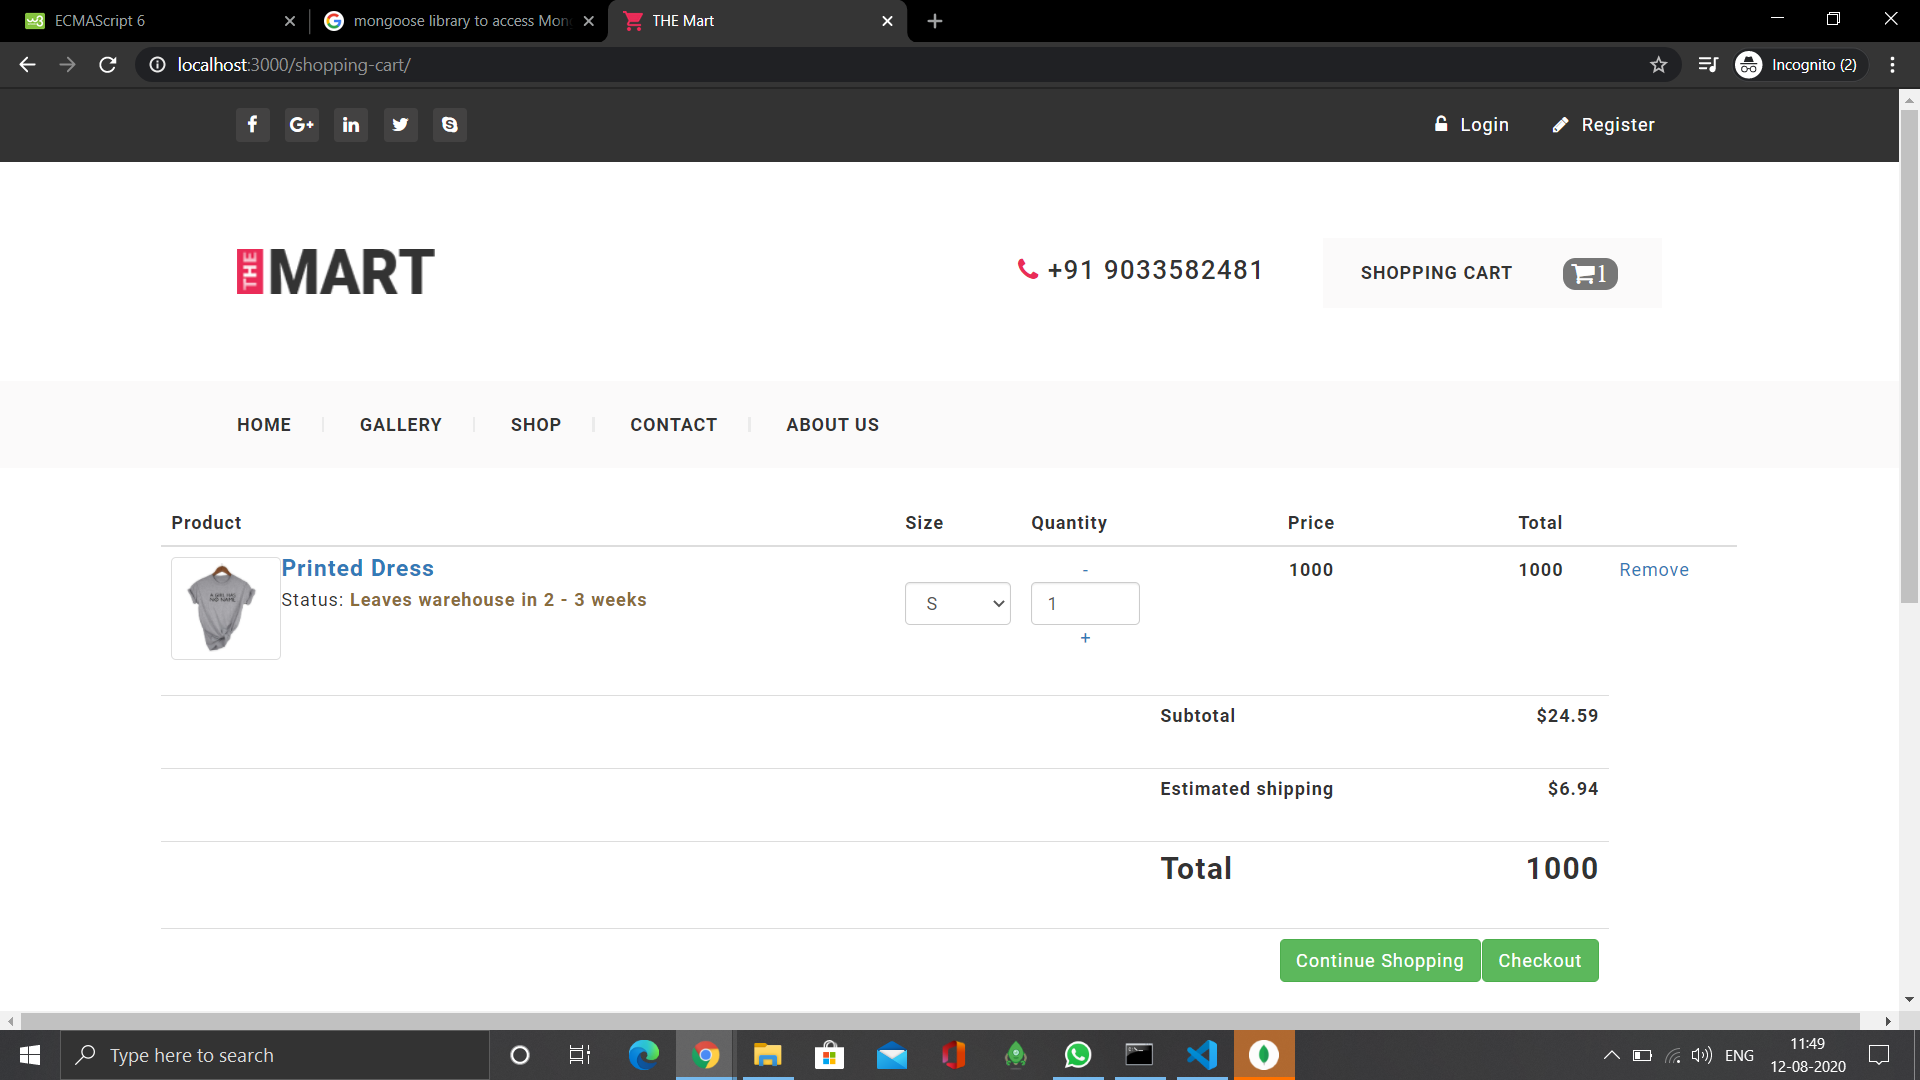 ECMAScript 6
mongoose library to access Mon
THE Mart
localhost:3000/shopping-cart/
Incognito (2)
Login
Register
THE MART
+91 9033582481
SHOPPING CART
1
HOME
GALLERY
SHOP
CONTACT
ABOUT US
Product
Size
Quantity
Price
Total
Printed Dress
Status: Leaves warehouse in 2 - 3 weeks
S
-
1
+
1000
1000
Remove
Subtotal
$24.59
Estimated shipping
$6.94
Total
1000
Continue Shopping
Checkout
Type here to search
ENG
11:49
12-08-2020